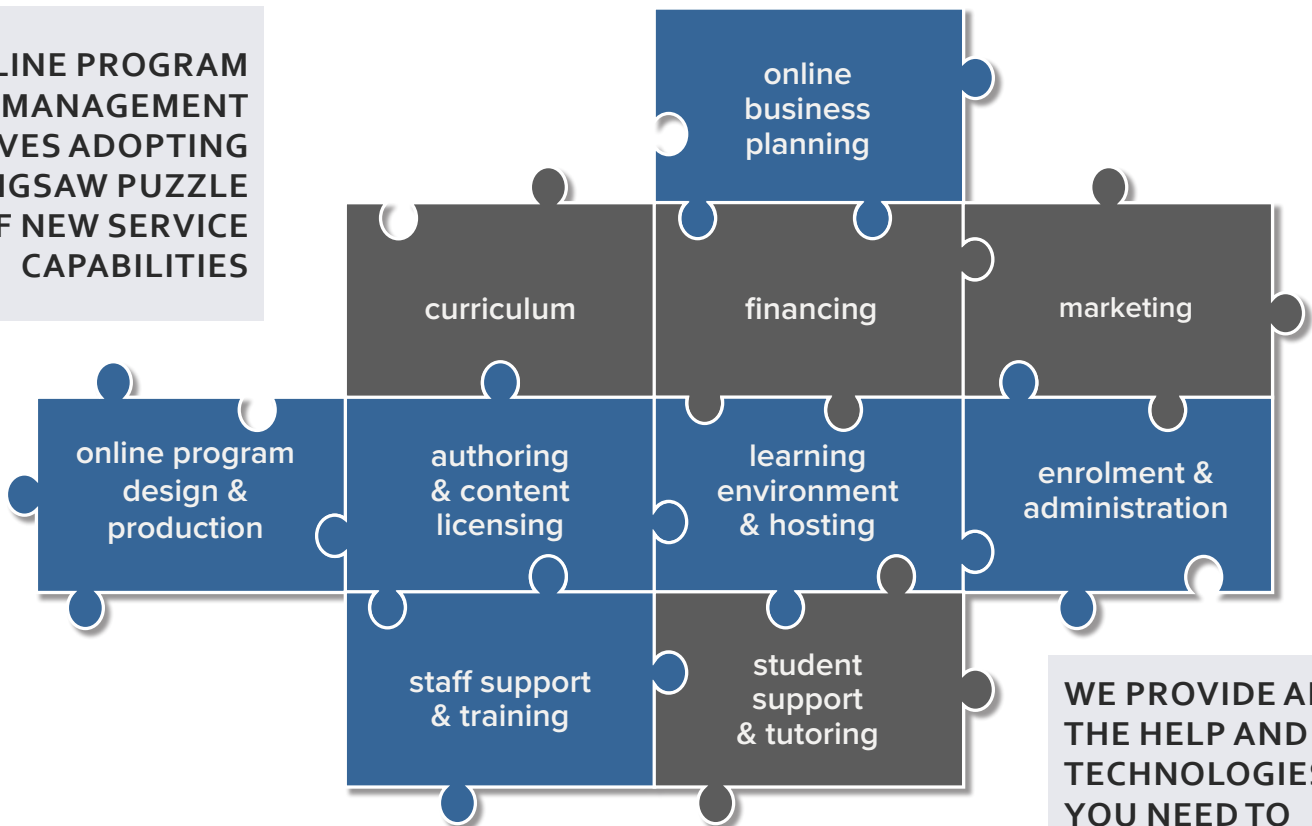 LINE PROGRAM
MANAGEMENT
VES ADOPTING
IGSAW PUZZLE
F NEW SERVICE
CAPABILITIES
online
business
planning
curriculum
financing
marketing
online program
design &
production
authoring
& content
licensing
learning
environment
& hosting
enrolment &
administration
staff support
& training
student
support
& tutoring
WE PROVIDE A
THE HELP AND
TECHNOLOGIES
YOU NEED TO